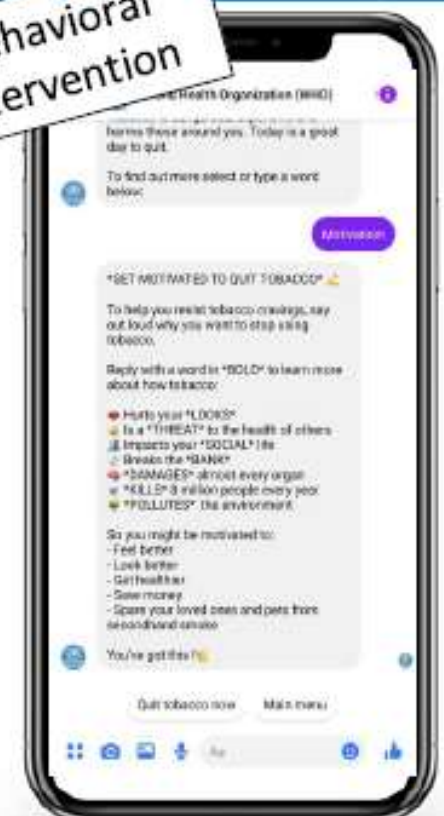 havioral
ervention
Health Organization (WHO)
harms those around you. Today is a great
day to quit.
To find out more select or type a word
below:
Motivation
*GET MOTIVATED TO QUIT TOBACCO*
To help you resist tobacco cravings, say
out loud why you want to stop using
tobacco.
Reply with a word in *BOLD* to learn more
about how tobacco:
Hurts your *LOOKS*
Is a *THREAT* to the health of others
Impacts your *SOCIAL* life
Breaks the *BANK*
*DAMAGES* almost every organ
*KILLS* 8 million people every year
*POLLUTES* the environment
So you might be motivated to:
- Feel better
- Look better
- Get healthier
- Save money
- Spare your loved ones and pets from
secondhand smoke
You've got this!
Quit tobacco now Main menu
Aa